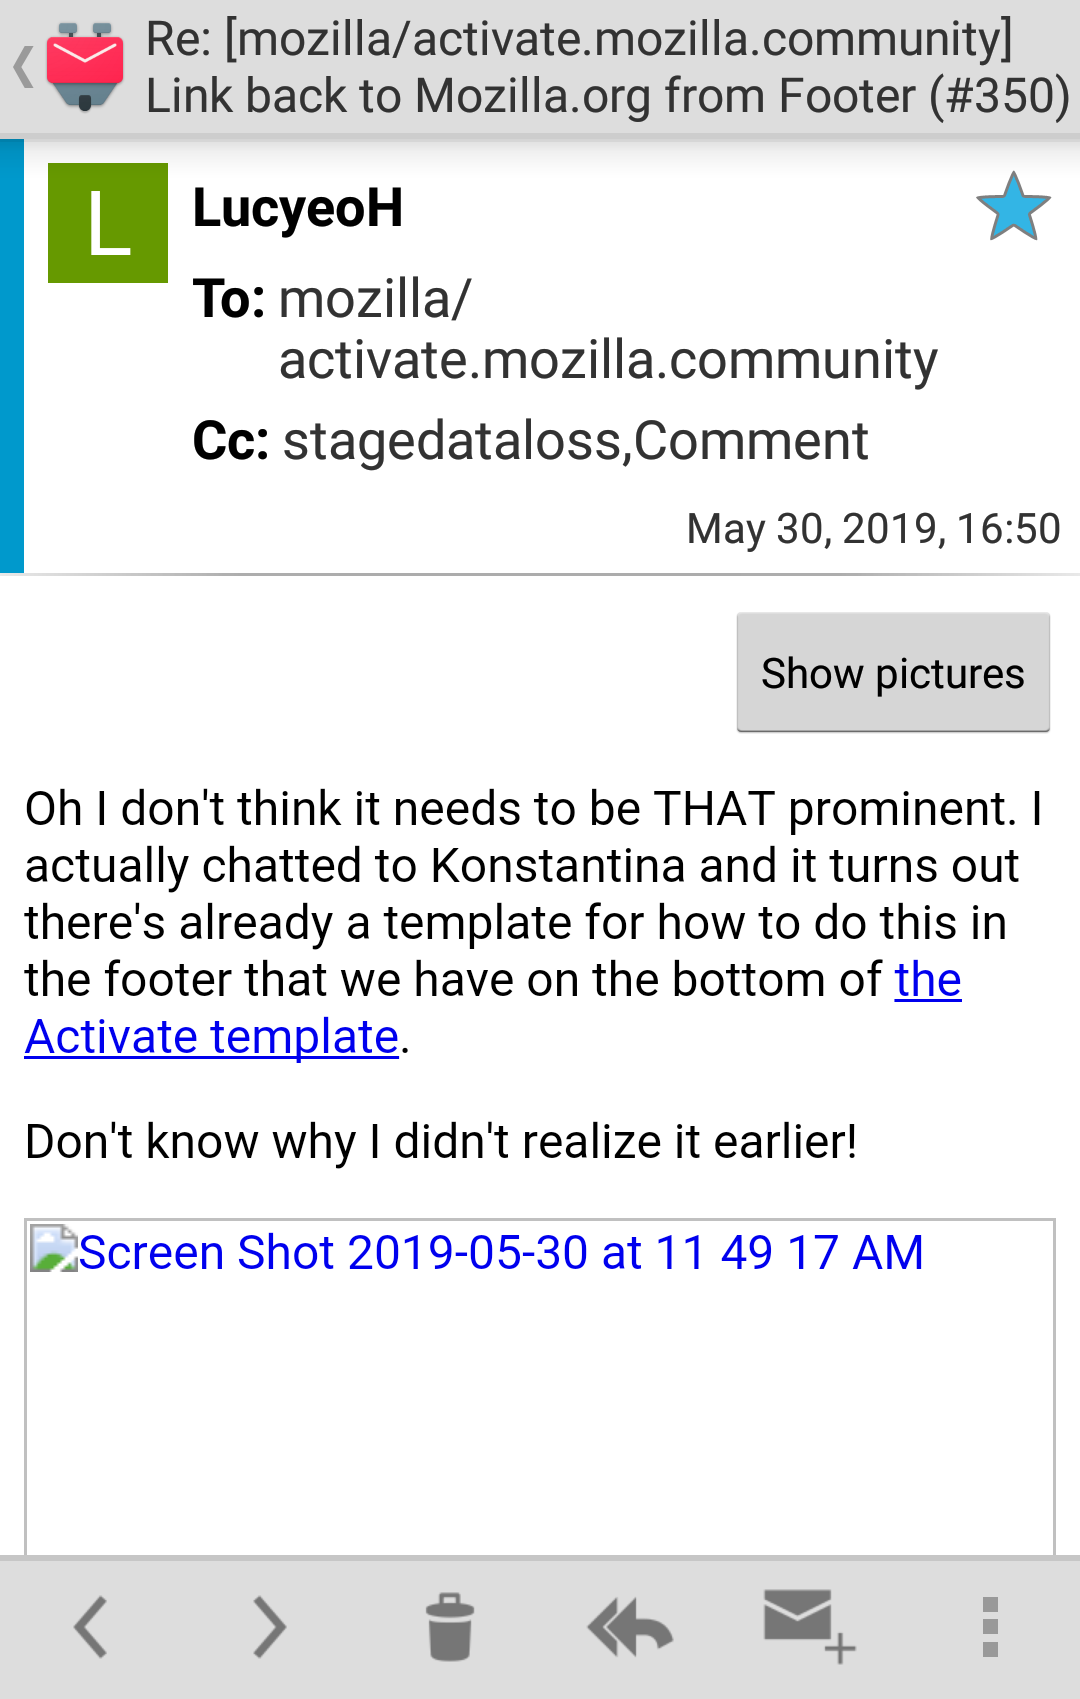 Re: [mozilla/activate.mozilla.community]
Link back to Mozilla.org from Footer (#350)
L
LucyeoH
To: mozilla/
activate.mozilla.community
Cc: stagedataloss,Comment
May 30, 2019, 16:50
Show pictures
Oh I don't think it needs to be THAT prominent. I
actually chatted to Konstantina and it turns out
there's already a template for how to do this in
the footer that we have on the bottom of the
Activate template.
Don't know why I didn't realize it earlier!
Screen Shot 2019-05-30 at 11 49 17 AM